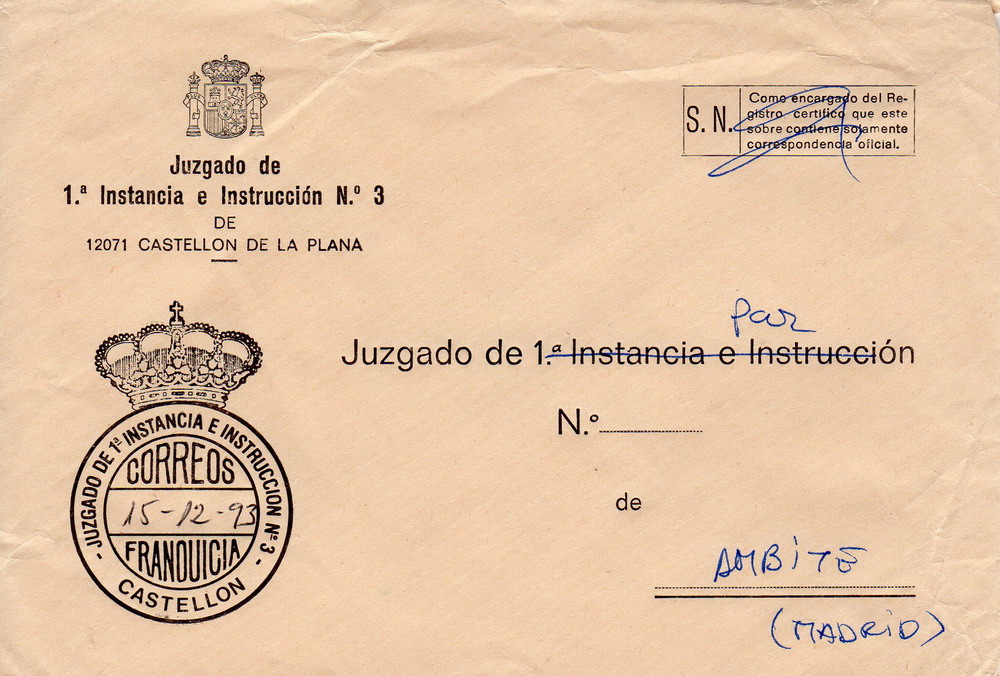 Juzgado de
1.ª Instancia e Instrucción N.º 3
DE
12071 CASTELLON DE LA PLANA
S. N.
Como encargado del Re-
gistro certifico que este
sobre contiene solamente
correspondencia oficial.
Paz
Juzgado de 1.ª Instancia e Instrucción
N.º
de
AMBITE
(MADRID)
- JUZGADO DE 1ª INSTANCIA E INSTRUCCION Nº 3 -
CORREOS
15-12-93
FRANQUICIA
CASTELLON